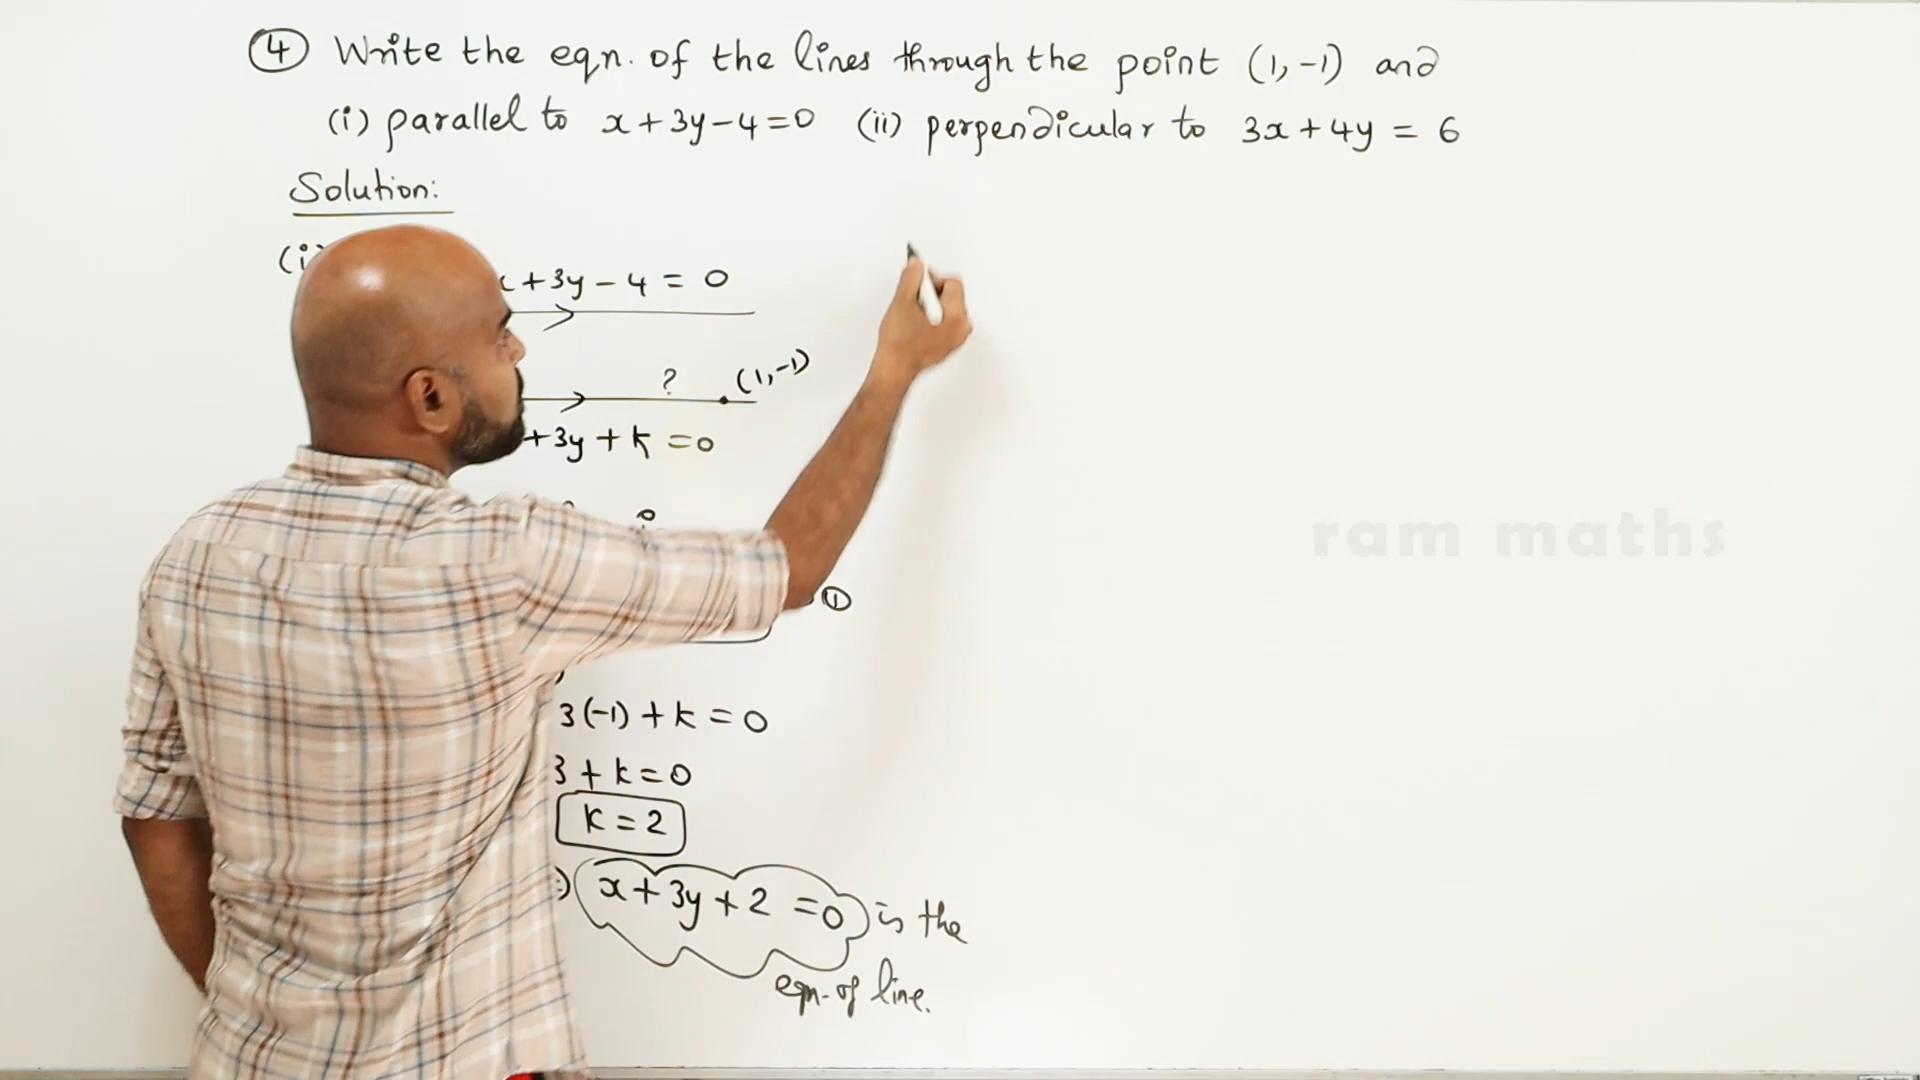 ④ Write the eqn. of the lines through the point (1, -1) and
(i) parallel to x + 3y - 4 = 0 (ii) perpendicular to 3x + 4y = 6
Solution:
(i)
x + 3y - 4 = 0
? (1, -1)
+ 3y + k = 0
①
3(-1) + k = 0
3 + k = 0
k = 2
x + 3y + 2 = 0 is the
eqn. of line.
ram maths